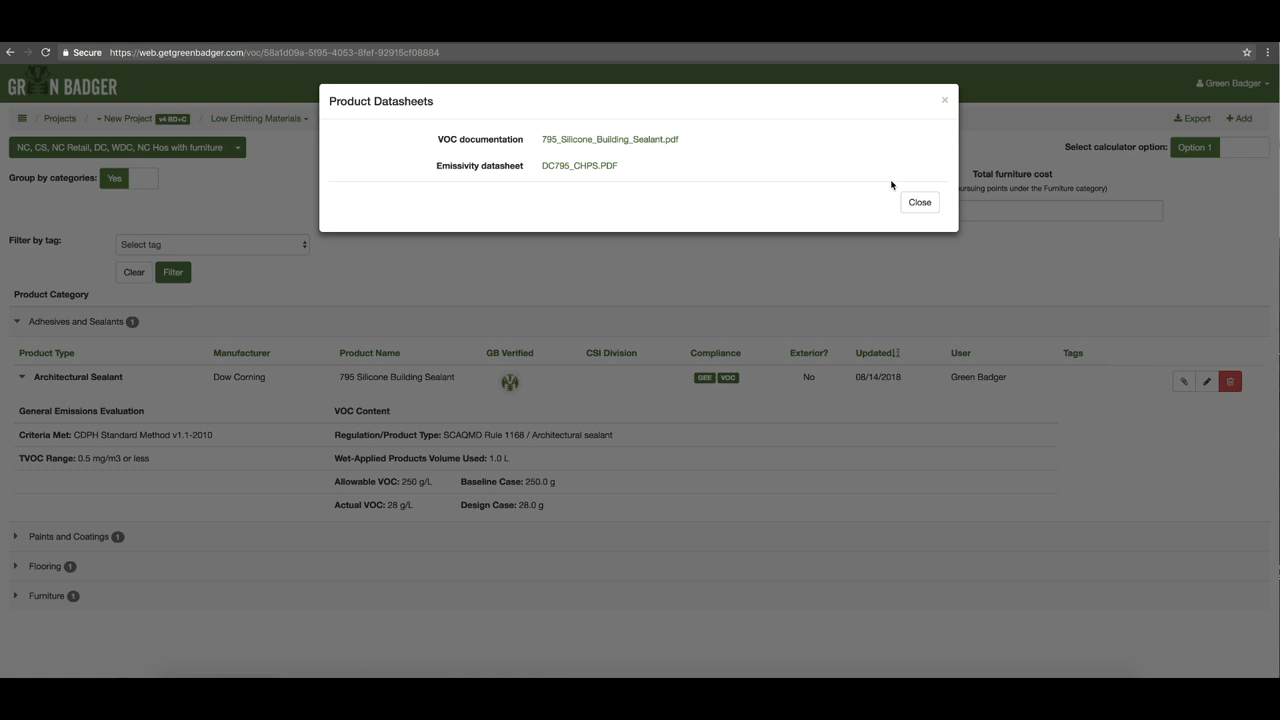 Secure https://web.getgreenbadger.com/voc/58a1d09a-5f95-4053-8fef-92915cf08884
GREEN BADGER
Green Badger
Product Datasheets ×
VOC documentation 795_Silicone_Building_Sealant.pdf
Emissivity datasheet DC795_CHPS.PDF
Close
/ Projects / New Project v4 BD+C / Low Emitting Materials
Export + Add
NC, CS, NC Retail, DC, WDC, NC Hos with furniture
Select calculator option: Option 1
Group by categories: Yes
Total furniture cost
ursuing points under the Furniture category)
Filter by tag: Select tag
Clear Filter
Product Category
Adhesives and Sealants 1
Product Type Manufacturer Product Name GB Verified CSI Division Compliance Exterior? Updated User Tags
Architectural Sealant Dow Corning 795 Silicone Building Sealant GEE VOC No 08/14/2018 Green Badger
General Emissions Evaluation VOC Content
Criteria Met: CDPH Standard Method v1.1-2010 Regulation/Product Type: SCAQMD Rule 1168 / Architectural sealant
TVOC Range: 0.5 mg/m3 or less Wet-Applied Products Volume Used: 1.0 L
Allowable VOC: 250 g/L Baseline Case: 250.0 g
Actual VOC: 28 g/L Design Case: 28.0 g
Paints and Coatings 1
Flooring 1
Furniture 1